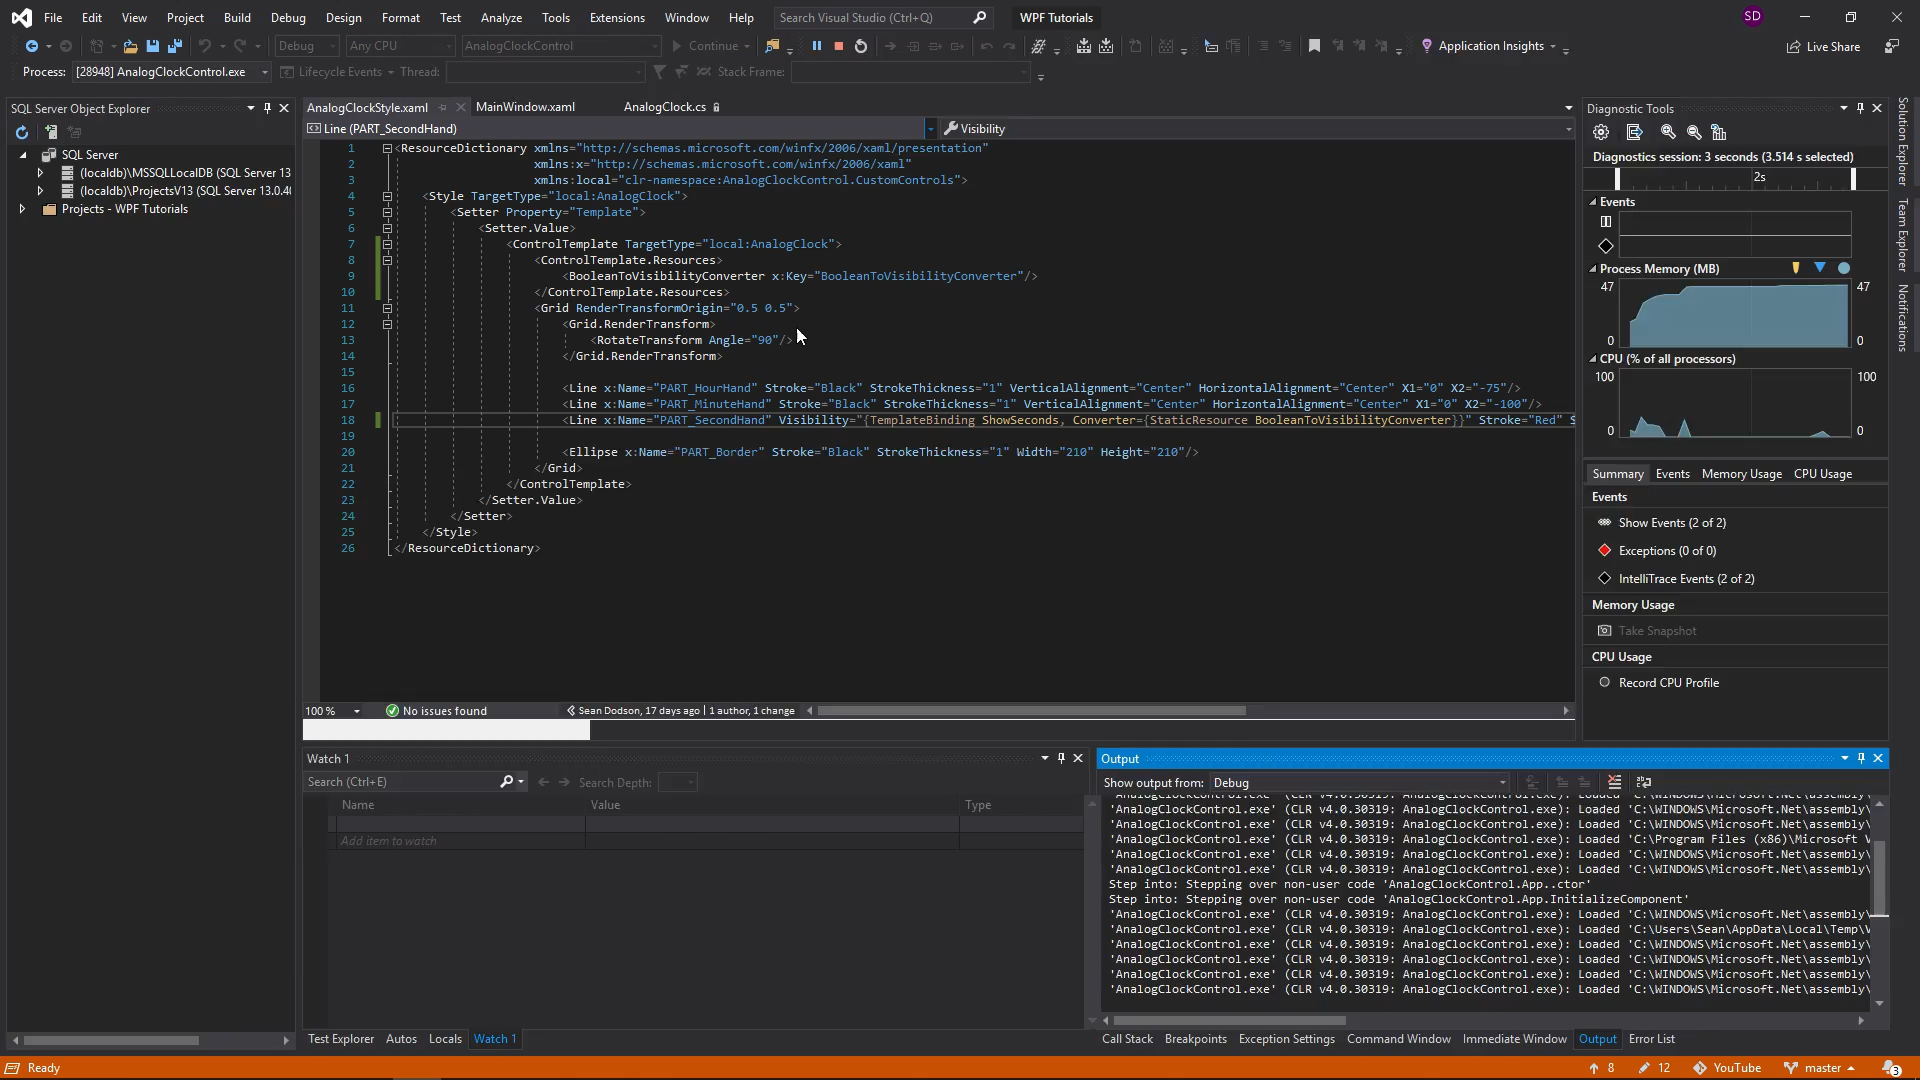 File Edit View Project Build Debug Design Format Test Analyze Tools Extensions Window Help Search Visual Studio (Ctrl+Q) WPF Tutorials SD
Debug Any CPU AnalogClockControl Continue Application Insights Live Share
Process: [28948] AnalogClockControl.exe Lifecycle Events Thread: Stack Frame:
SQL Server Object Explorer
SQL Server
(localdb)\MSSQLLocalDB (SQL Server 13
(localdb)\ProjectsV13 (SQL Server 13.0.4(
Projects - WPF Tutorials
AnalogClockStyle.xaml MainWindow.xaml AnalogClock.cs
Line (PART_SecondHand) Visibility
1 <ResourceDictionary xmlns="http://schemas.microsoft.com/winfx/2006/xaml/presentation"
2 xmlns:x="http://schemas.microsoft.com/winfx/2006/xaml"
3 xmlns:local="clr-namespace:AnalogClockControl.CustomControls">
4 <Style TargetType="local:AnalogClock">
5 <Setter Property="Template">
6 <Setter.Value>
7 <ControlTemplate TargetType="local:AnalogClock">
8 <ControlTemplate.Resources>
9 <BooleanToVisibilityConverter x:Key="BooleanToVisibilityConverter"/>
10 </ControlTemplate.Resources>
11 <Grid RenderTransformOrigin="0.5 0.5">
12 <Grid.RenderTransform>
13 <RotateTransform Angle="90"/>
14 </Grid.RenderTransform>
15
16 <Line x:Name="PART_HourHand" Stroke="Black" StrokeThickness="1" VerticalAlignment="Center" HorizontalAlignment="Center" X1="0" X2="-75"/>
17 <Line x:Name="PART_MinuteHand" Stroke="Black" StrokeThickness="1" VerticalAlignment="Center" HorizontalAlignment="Center" X1="0" X2="-100"/>
18 <Line x:Name="PART_SecondHand" Visibility="{TemplateBinding ShowSeconds, Converter={StaticResource BooleanToVisibilityConverter}}" Stroke="Red" S
19
20 <Ellipse x:Name="PART_Border" Stroke="Black" StrokeThickness="1" Width="210" Height="210"/>
21 </Grid>
22 </ControlTemplate>
23 </Setter.Value>
24 </Setter>
25 </Style>
26 </ResourceDictionary>
100 % No issues found Sean Dodson, 17 days ago | 1 author, 1 change
Diagnostic Tools
Diagnostics session: 3 seconds (3.514 s selected)
2s
Events
Process Memory (MB)
47 47
0 0
CPU (% of all processors)
100 100
0 0
Summary Events Memory Usage CPU Usage
Events
Show Events (2 of 2)
Exceptions (0 of 0)
IntelliTrace Events (2 of 2)
Memory Usage
Take Snapshot
CPU Usage
Record CPU Profile
Solution Explorer
Team Explorer
Notifications
Watch 1
Search (Ctrl+E) Search Depth:
Name Value Type
Add item to watch
Test Explorer Autos Locals Watch 1
Output
Show output from: Debug
'AnalogClockControl.exe' (CLR v4.0.30319: AnalogClockControl.exe): Loaded 'C:\WINDOWS\Microsoft.Net\assembly\
'AnalogClockControl.exe' (CLR v4.0.30319: AnalogClockControl.exe): Loaded 'C:\WINDOWS\Microsoft.Net\assembly\
'AnalogClockControl.exe' (CLR v4.0.30319: AnalogClockControl.exe): Loaded 'C:\WINDOWS\Microsoft.Net\assembly\
'AnalogClockControl.exe' (CLR v4.0.30319: AnalogClockControl.exe): Loaded 'C:\Program Files (x86)\Microsoft V
'AnalogClockControl.exe' (CLR v4.0.30319: AnalogClockControl.exe): Loaded 'C:\WINDOWS\Microsoft.Net\assembly\
'AnalogClockControl.exe' (CLR v4.0.30319: AnalogClockControl.exe): Loaded 'C:\WINDOWS\Microsoft.Net\assembly\
Step into: Stepping over non-user code 'AnalogClockControl.App..ctor'
Step into: Stepping over non-user code 'AnalogClockControl.App.InitializeComponent'
'AnalogClockControl.exe' (CLR v4.0.30319: AnalogClockControl.exe): Loaded 'C:\WINDOWS\Microsoft.Net\assembly\
'AnalogClockControl.exe' (CLR v4.0.30319: AnalogClockControl.exe): Loaded 'C:\Users\Sean\AppData\Local\Temp\V
'AnalogClockControl.exe' (CLR v4.0.30319: AnalogClockControl.exe): Loaded 'C:\WINDOWS\Microsoft.Net\assembly\
'AnalogClockControl.exe' (CLR v4.0.30319: AnalogClockControl.exe): Loaded 'C:\WINDOWS\Microsoft.Net\assembly\
'AnalogClockControl.exe' (CLR v4.0.30319: AnalogClockControl.exe): Loaded 'C:\WINDOWS\Microsoft.Net\assembly\
'AnalogClockControl.exe' (CLR v4.0.30319: AnalogClockControl.exe): Loaded 'C:\WINDOWS\Microsoft.Net\assembly\
Call Stack Breakpoints Exception Settings Command Window Immediate Window Output Error List
Ready 8 12 YouTube master 3